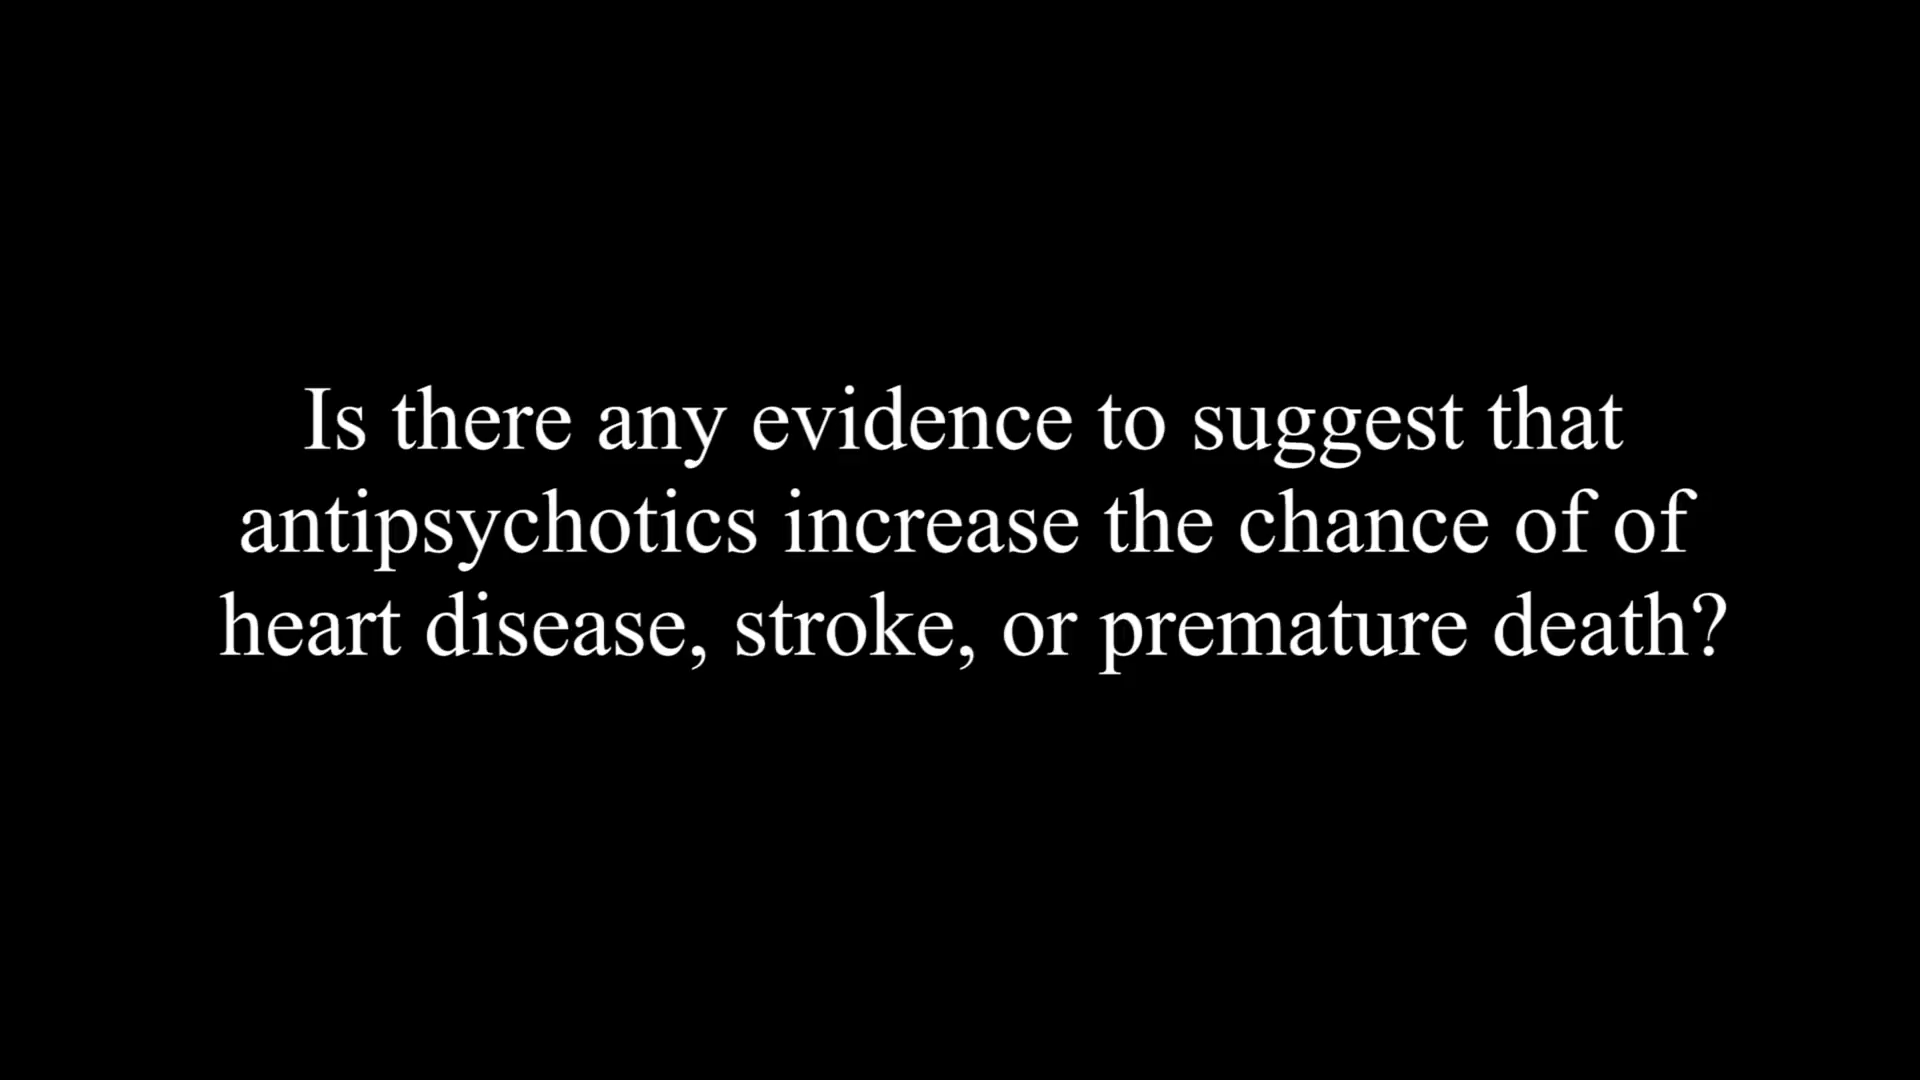 Is there any evidence to suggest that
antipsychotics increase the chance of of
heart disease, stroke, or premature death?